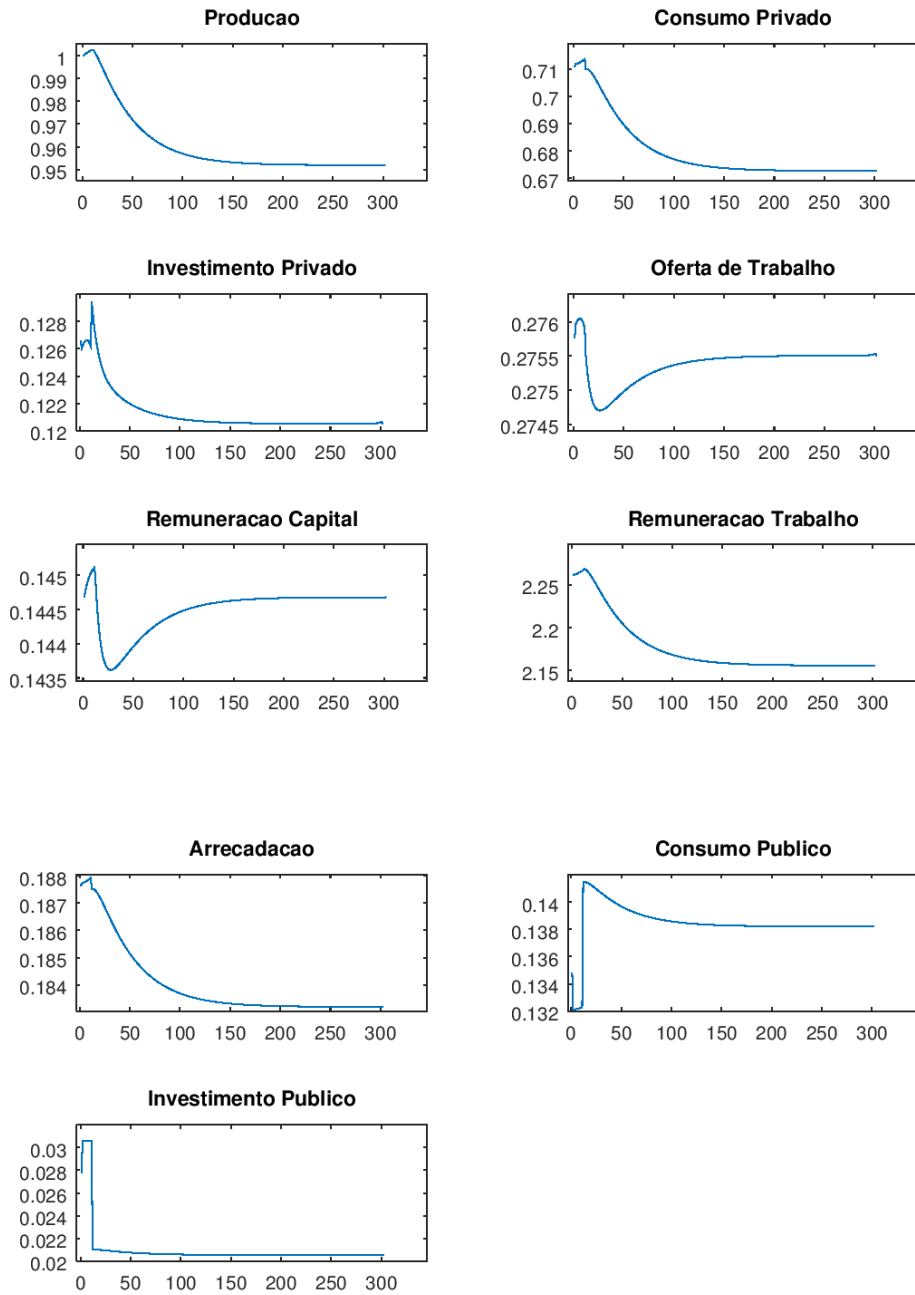 Producao
1
0.99
0.98
0.97
0.96
0.95
0 50 100 150 200 250 300
Consumo Privado
0.71
0.7
0.69
0.68
0.67
0 50 100 150 200 250 300
Investimento Privado
0.128
0.126
0.124
0.122
0.12
0 50 100 150 200 250 300
Oferta de Trabalho
0.276
0.2755
0.275
0.2745
0 50 100 150 200 250 300
Remuneracao Capital
0.145
0.1445
0.144
0.1435
0 50 100 150 200 250 300
Remuneracao Trabalho
2.25
2.2
2.15
0 50 100 150 200 250 300
Arrecadacao
0.188
0.187
0.186
0.185
0.184
0 50 100 150 200 250 300
Consumo Publico
0.14
0.138
0.136
0.134
0.132
0 50 100 150 200 250 300
Investimento Publico
0.03
0.028
0.026
0.024
0.022
0.02
0 50 100 150 200 250 300